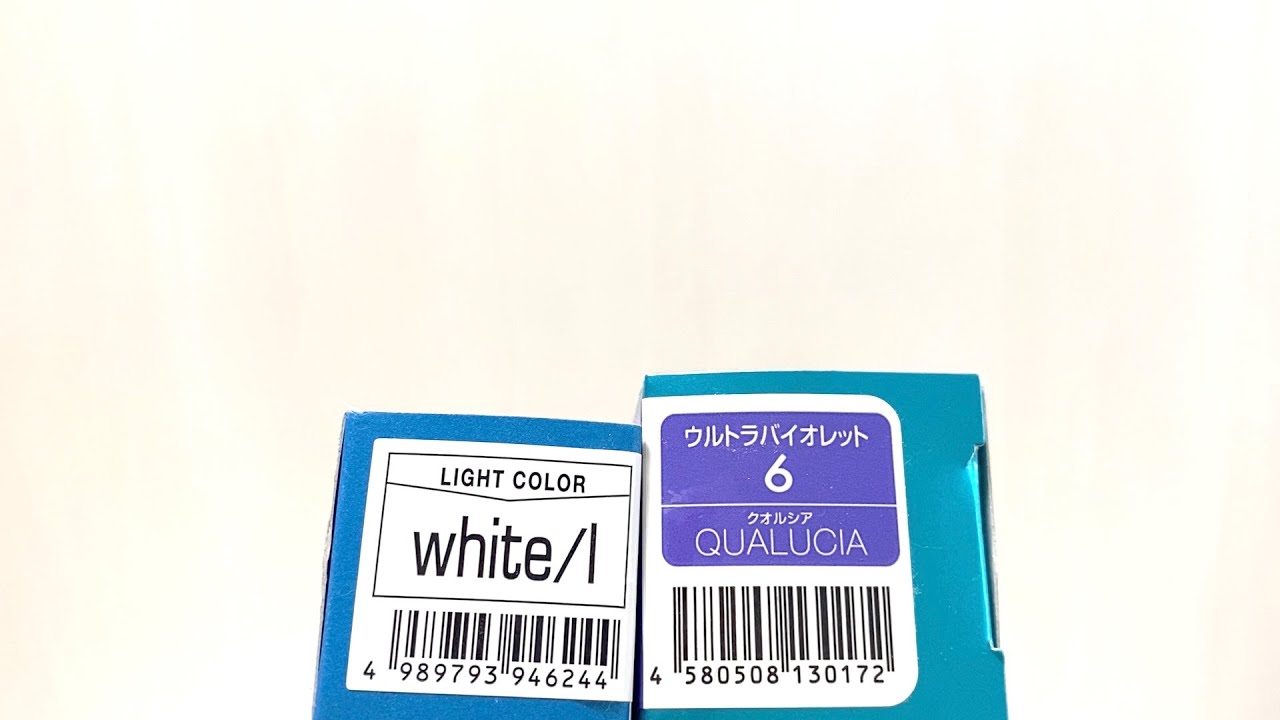 LIGHT COLOR
white/l
4 989793 946244
ウルトラバイオレット
6
クオルシア
QUALUCIA
4 580508 130172